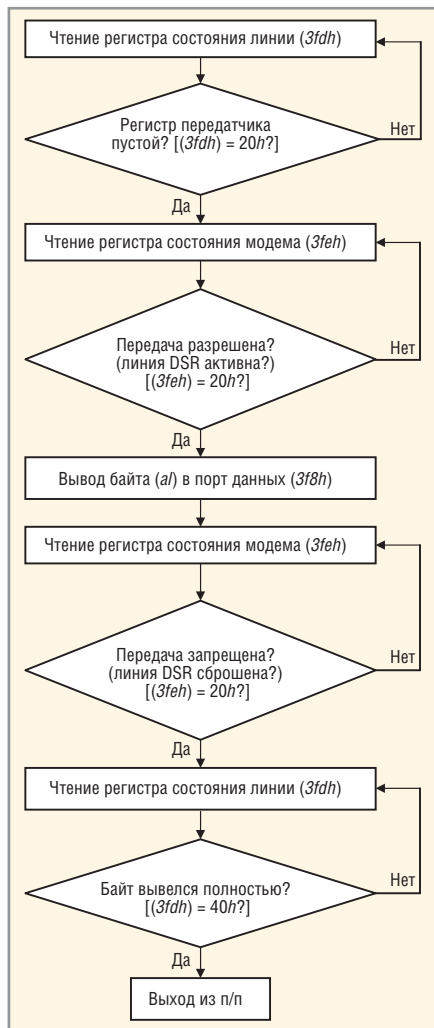 Чтение регистра состояния линии (3fdh)
Регистр передатчика
пустой? [(3fdh) = 20h?]
Нет
Да
Чтение регистра состояния модема (3feh)
Передача разрешена?
(линия DSR активна?)
[(3feh) = 20h?]
Нет
Да
Вывод байта (al) в порт данных (3f8h)
Чтение регистра состояния модема (3feh)
Передача запрещена?
(линия DSR сброшена?)
[(3feh) = 20h?]
Нет
Да
Чтение регистра состояния линии (3fdh)
Байт вывелся полностью?
[(3fdh) = 40h?]
Нет
Да
Выход из п/п